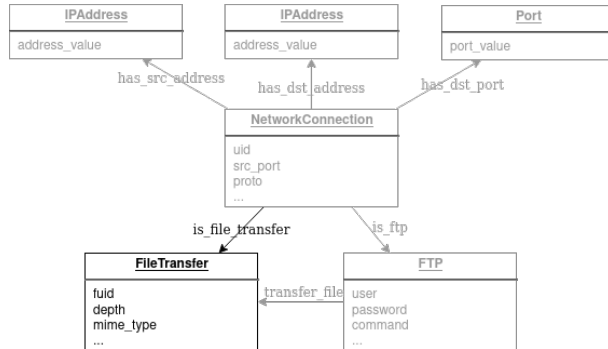 IPAddress
address_value
IPAddress
address_value
Port
port_value
has_src_address
has_dst_address
has_dst_port
NetworkConnection
uid
src_port
proto
...
is_file_transfer
is_ftp
FileTransfer
fuid
depth
mime_type
...
transfer_file
FTP
user
password
command
...